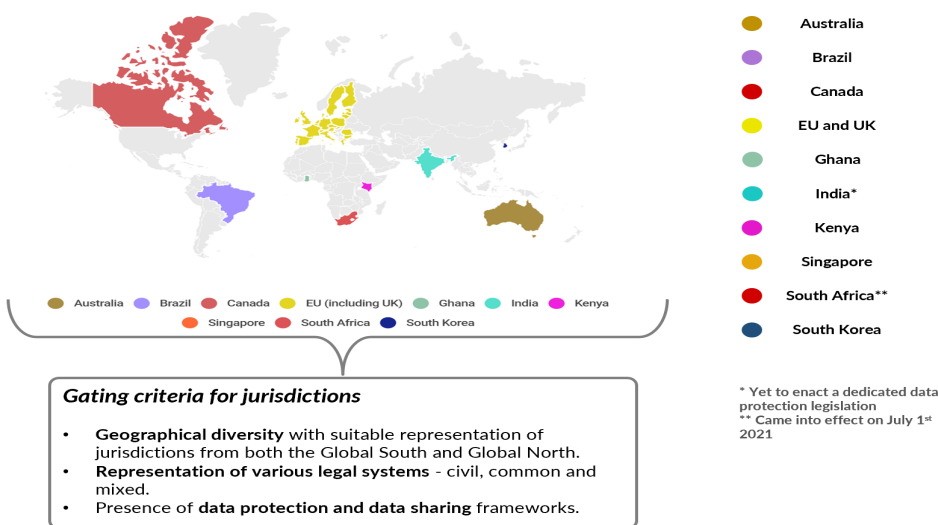 Australia
Brazil
Canada
EU and UK
Ghana
India*
Kenya
Singapore
South Africa**
South Korea
Australia Brazil Canada EU (including UK) Ghana India Kenya
Singapore South Africa South Korea
Gating criteria for jurisdictions
• Geographical diversity with suitable representation of
jurisdictions from both the Global South and Global North.
• Representation of various legal systems - civil, common and
mixed.
• Presence of data protection and data sharing frameworks.
* Yet to enact a dedicated data
protection legislation
** Came into effect on July 1st
2021